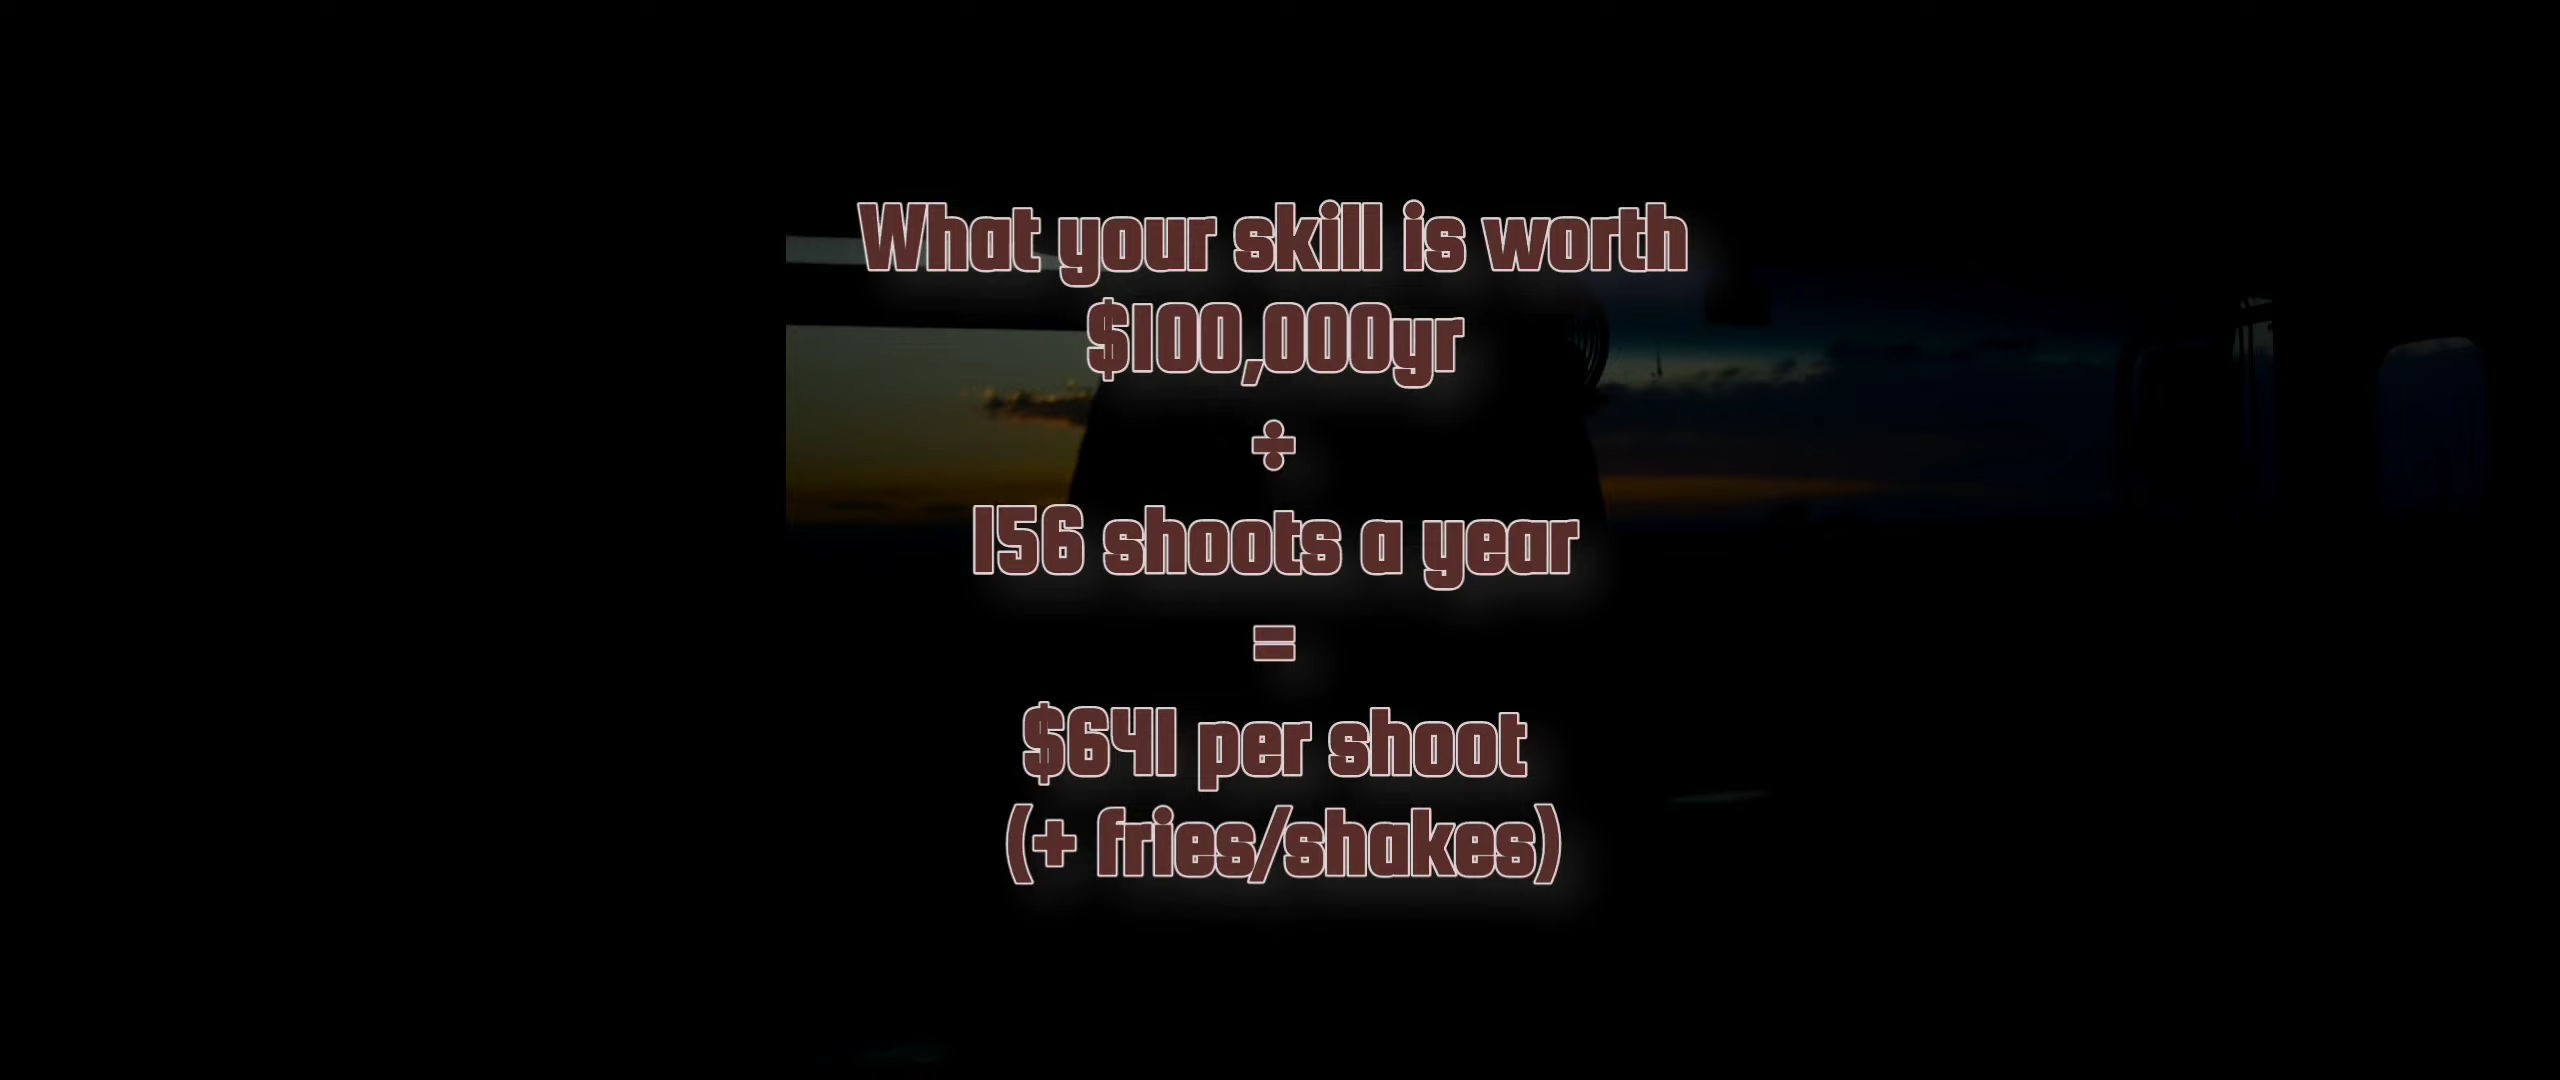 What your skill is worth
$100,000yr
÷
156 shoots a year
=
$641 per shoot
(+ fries/shakes)